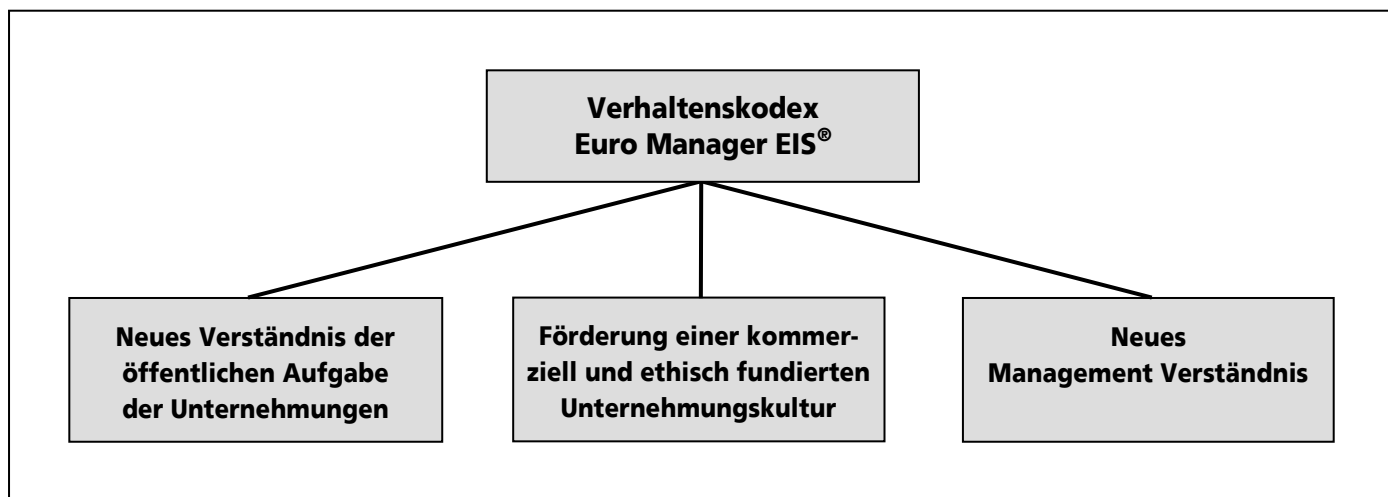 Verhaltenskodex
Euro Manager EIS®
Neues Verständnis der
öffentlichen Aufgabe
der Unternehmungen
Förderung einer kommer-
ziell und ethisch fundierten
Unternehmungskultur
Neues
Management Verständnis